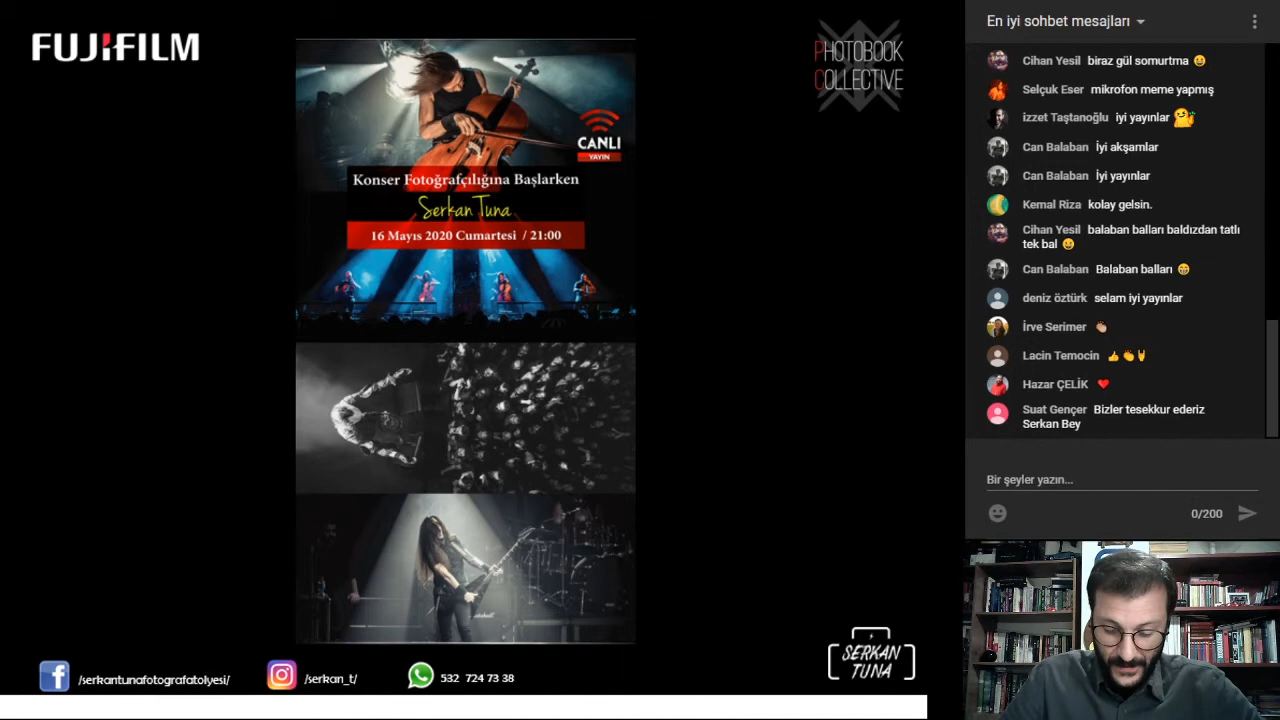 FUJIFILM
PHOTOBOOK
COLLECTIVE
CANLI
YAYIN
Konser Fotoğrafçılığına Başlarken
Serkan Tuna
16 Mayıs 2020 Cumartesi / 21:00
SERKAN
TUNA
/serkantunafotografatolyesi/
/serkan_t/
532 724 73 38
En iyi sohbet mesajları
Cihan Yesil biraz gül somurtma 😀
Selçuk Eser mikrofon meme yapmış
izzet Taştanoğlu iyi yayınlar
Can Balaban İyi akşamlar
Can Balaban İyi yayınlar
Kemal Riza kolay gelsin.
Cihan Yesil balaban balları baldızdan tatlı
tek bal 😀
Can Balaban Balaban balları 😁
deniz öztürk selam iyi yayınlar
İrve Serimer 👏🏼
Lacin Temocin 👍👏🤘
Hazar ÇELİK ❤
Suat Gençer Bizler tesekkur ederiz
Serkan Bey
Bir şeyler yazın...
0/200